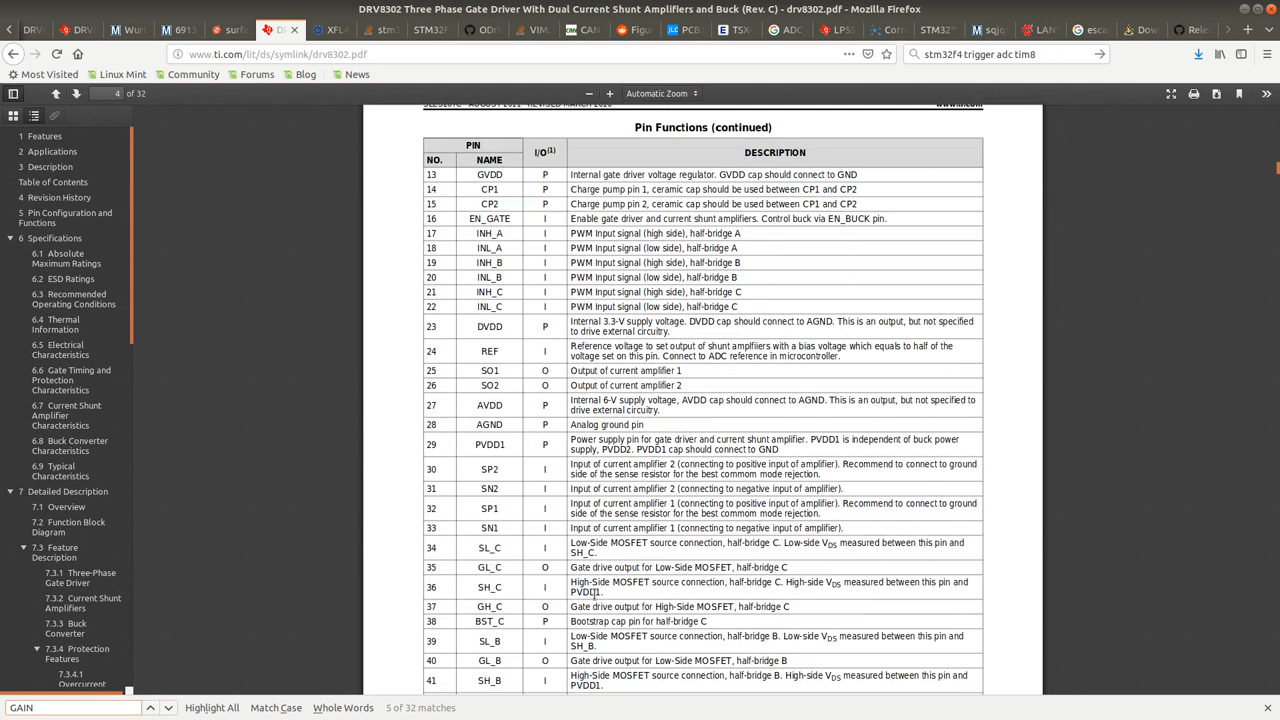 DRV8302 Three Phase Gate Driver With Dual Current Shunt Amplifiers and Buck (Rev. C) - drv8302.pdf - Mozilla Firefox
DRV DRV Wurt 6913 surfa DR XFL4 stm STM32F ODri VIM: CAN Figu JLC PCB TSX- ADC LPSS Corr STM32 LAN: sqjq esca Dow Rele
www.ti.com/lit/ds/symlink/drv8302.pdf stm32f4 trigger adc tim8
Most Visited Linux Mint Community Forums Blog News
4 of 32 Automatic Zoom
1 Features
2 Applications
3 Description
Table of Contents
4 Revision History
5 Pin Configuration and
Functions
6 Specifications
6.1 Absolute
Maximum Ratings
6.2 ESD Ratings
6.3 Recommended
Operating Conditions
6.4 Thermal
Information
6.5 Electrical
Characteristics
6.6 Gate Timing and
Protection
Characteristics
6.7 Current Shunt
Amplifier
Characteristics
6.8 Buck Converter
Characteristics
6.9 Typical
Characteristics
7 Detailed Description
7.1 Overview
7.2 Function Block
Diagram
7.3 Feature
Description
7.3.1 Three-Phase
Gate Driver
7.3.2 Current Shunt
Amplifiers
7.3.3 Buck
Converter
7.3.4 Protection
Features
7.3.4.1
Overcurrent
Pin Functions (continued)
PIN I/O(1) DESCRIPTION
NO. NAME
13 GVDD P Internal gate driver voltage regulator. GVDD cap should connect to GND
14 CP1 P Charge pump pin 1, ceramic cap should be used between CP1 and CP2
15 CP2 P Charge pump pin 2, ceramic cap should be used between CP1 and CP2
16 EN_GATE I Enable gate driver and current shunt amplifiers. Control buck via EN_BUCK pin.
17 INH_A I PWM Input signal (high side), half-bridge A
18 INL_A I PWM Input signal (low side), half-bridge A
19 INH_B I PWM Input signal (high side), half-bridge B
20 INL_B I PWM Input signal (low side), half-bridge B
21 INH_C I PWM Input signal (high side), half-bridge C
22 INL_C I PWM Input signal (low side), half-bridge C
23 DVDD P Internal 3.3-V supply voltage. DVDD cap should connect to AGND. This is an output, but not specified
to drive external circuitry.
24 REF I Reference voltage to set output of shunt amplfiiers with a bias voltage which equals to half of the
voltage set on this pin. Connect to ADC reference in microcontroller.
25 SO1 O Output of current amplifier 1
26 SO2 O Output of current amplifier 2
27 AVDD P Internal 6-V supply voltage, AVDD cap should connect to AGND. This is an output, but not specified to
drive external circuitry.
28 AGND P Analog ground pin
29 PVDD1 P Power supply pin for gate driver and current shunt amplifier. PVDD1 is independent of buck power
supply, PVDD2. PVDD1 cap should connect to GND
30 SP2 I Input of current amplifier 2 (connecting to positive input of amplifier). Recommend to connect to ground
side of the sense resistor for the best commom mode rejection.
31 SN2 I Input of current amplifier 2 (connecting to negative input of amplifier).
32 SP1 I Input of current amplifier 1 (connecting to positive input of amplifier). Recommend to connect to ground
side of the sense resistor for the best commom mode rejection.
33 SN1 I Input of current amplifier 1 (connecting to negative input of amplifier).
34 SL_C I Low-Side MOSFET source connection, half-bridge C. Low-side VDS measured between this pin and
SH_C.
35 GL_C O Gate drive output for Low-Side MOSFET, half-bridge C
36 SH_C I High-Side MOSFET source connection, half-bridge C. High-side VDS measured between this pin and
PVDD1.
37 GH_C O Gate drive output for High-Side MOSFET, half-bridge C
38 BST_C P Bootstrap cap pin for half-bridge C
39 SL_B I Low-Side MOSFET source connection, half-bridge B. Low-side VDS measured between this pin and
SH_B.
40 GL_B O Gate drive output for Low-Side MOSFET, half-bridge B
41 SH_B I High-Side MOSFET source connection, half-bridge B. High-side VDS measured between this pin and
PVDD1.
GAIN Highlight All Match Case Whole Words 5 of 32 matches